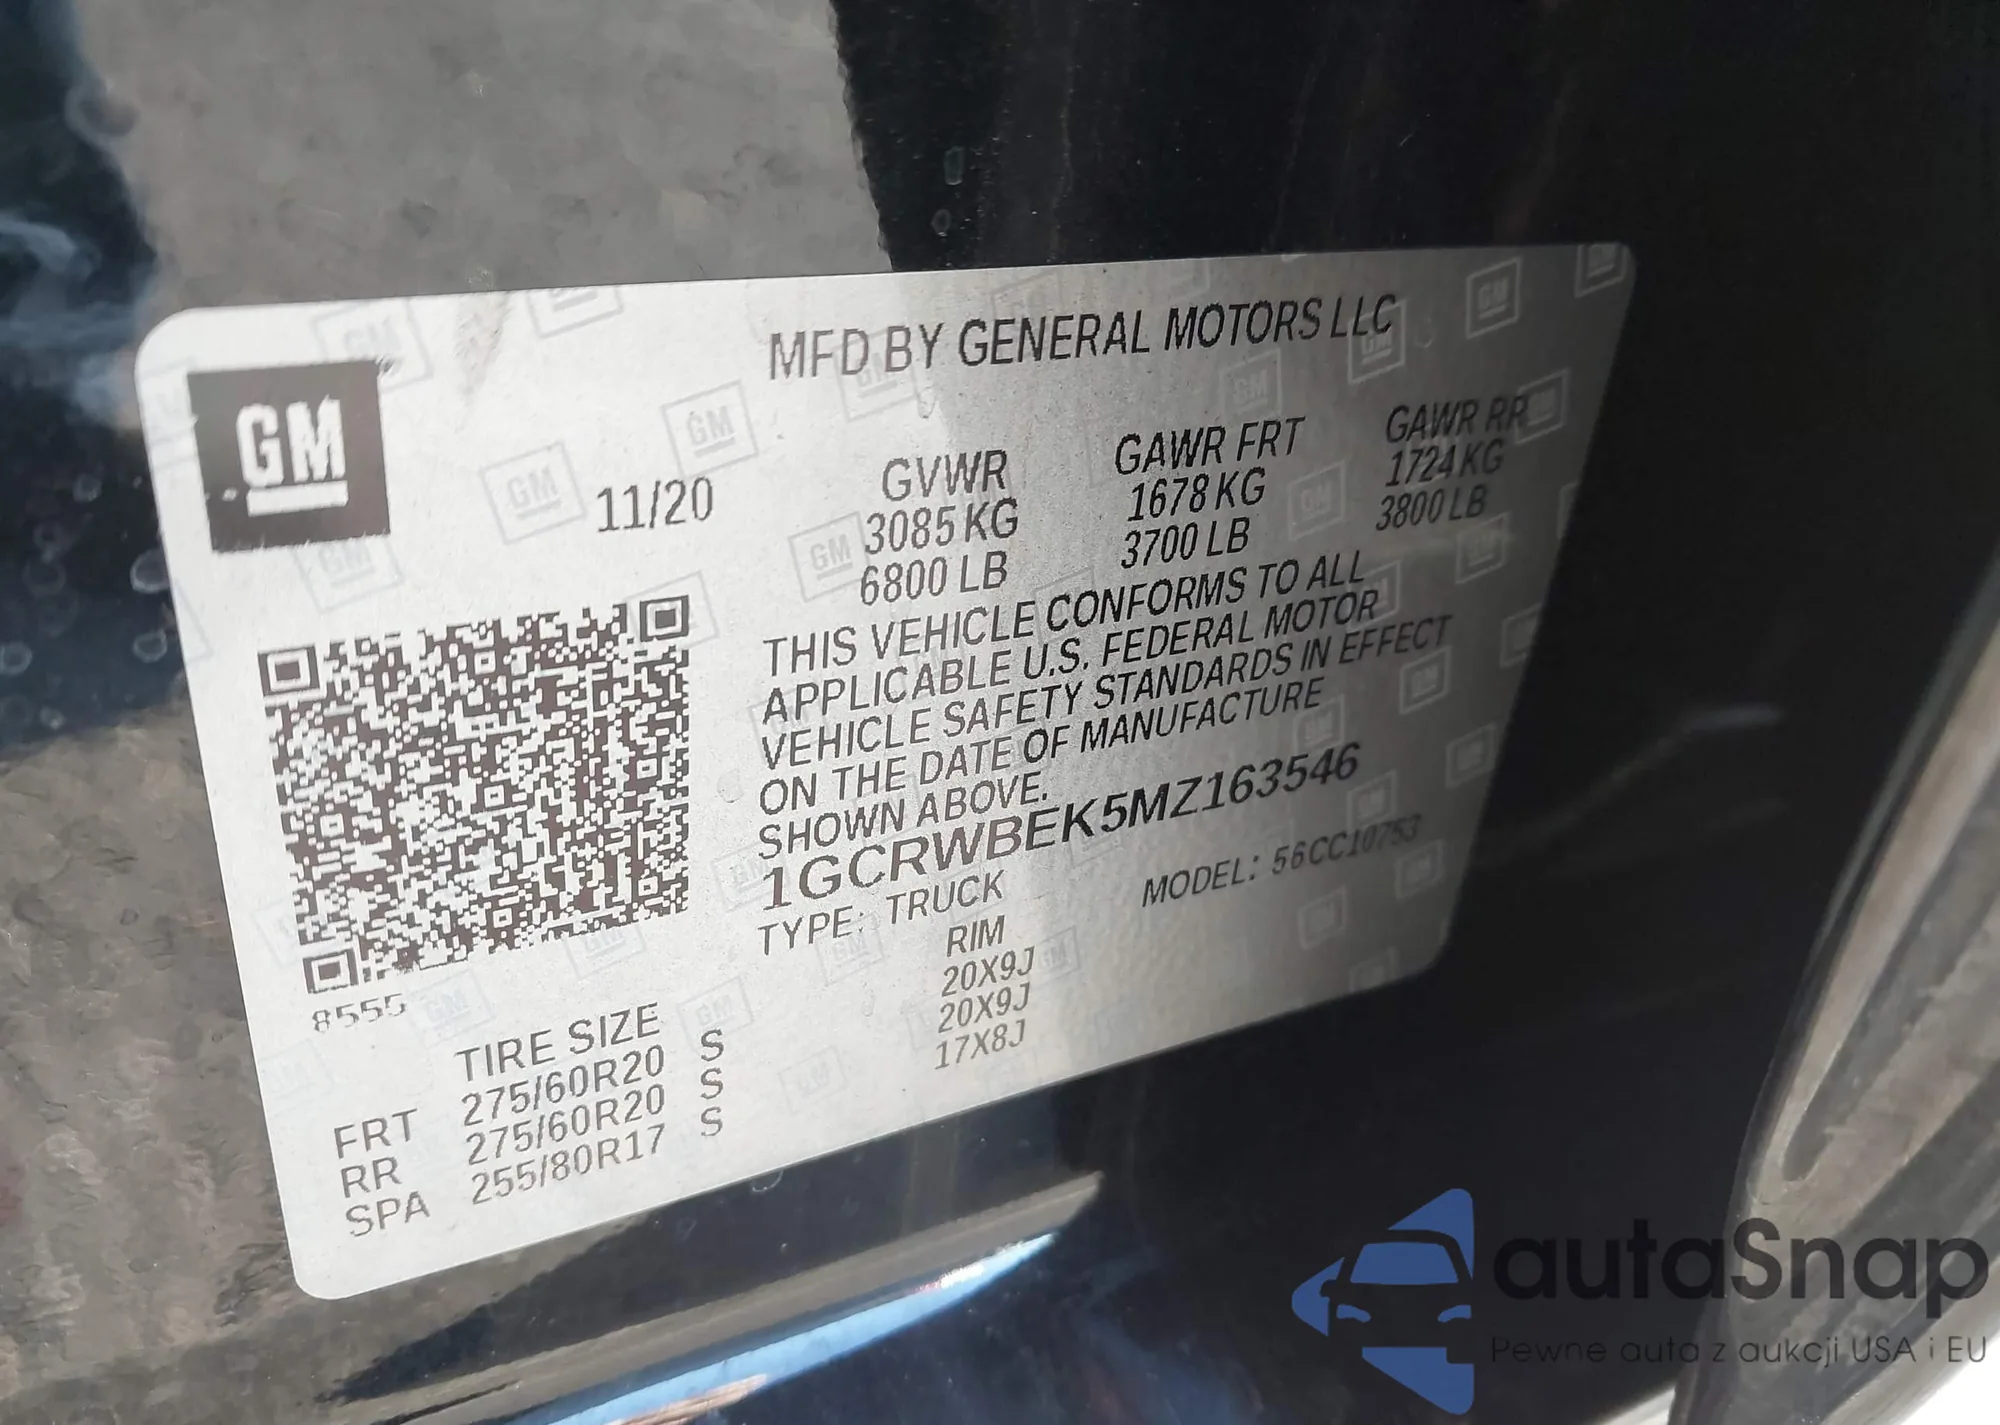 MFD BY GENERAL MOTORS LLC
GM
11/20
GVWR
3085 KG
6800 LB
GAWR FRT
1678 KG
3700 LB
GAWR RR
1724 KG
3800 LB
THIS VEHICLE CONFORMS TO ALL
APPLICABLE U.S. FEDERAL MOTOR
VEHICLE SAFETY STANDARDS IN EFFECT
ON THE DATE OF MANUFACTURE
SHOWN ABOVE.
1GCRWBEK5MZ163546
TYPE: TRUCK MODEL: 56CC10753
8555
TIRE SIZE RIM
FRT 275/60R20 S 20X9J
RR 275/60R20 S 20X9J
SPA 255/80R17 S 17X8J
autaSnap
Pewne auta z aukcji USA i EU